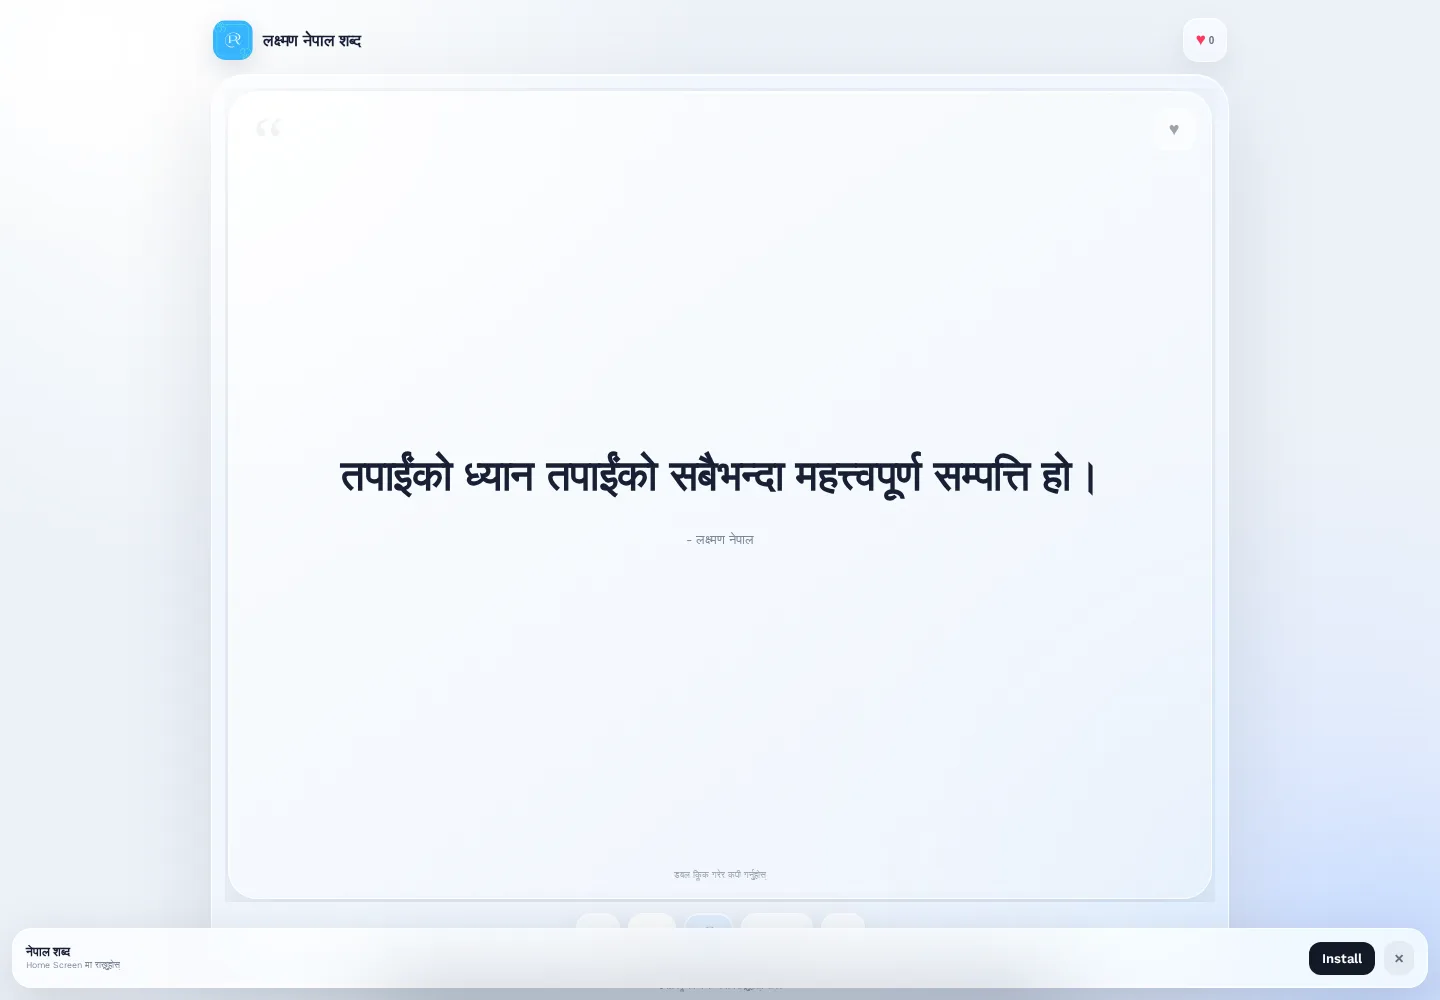 लक्ष्मण नेपाल शब्द
♥ 0
“
♥
तपाईंको ध्यान तपाईंको सबैभन्दा महत्त्वपूर्ण सम्पत्ति हो।
- लक्ष्मण नेपाल
डबल क्लिक गरेर कपी गर्नुहोस्
नेपाल शब्द
Home Screen मा राख्नुहोस्
Install
×